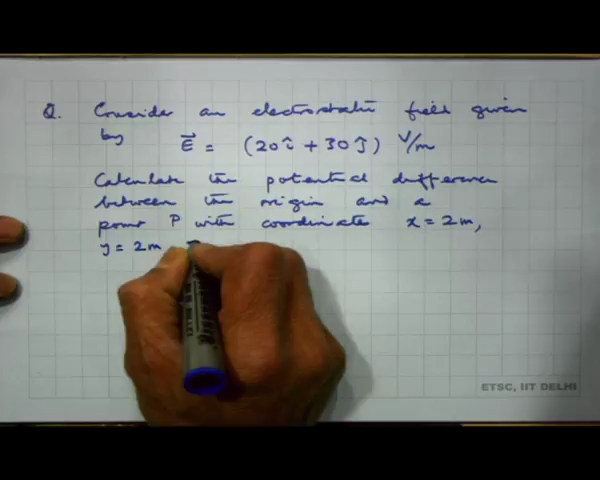 Q. Consider an electrostatic field given
by E⃗ = (20î + 30ĵ) V/m
Calculate the potential difference
between the origin and a
point P with coordinate x = 2m,
y = 2m
ETSC, IIT DELHI